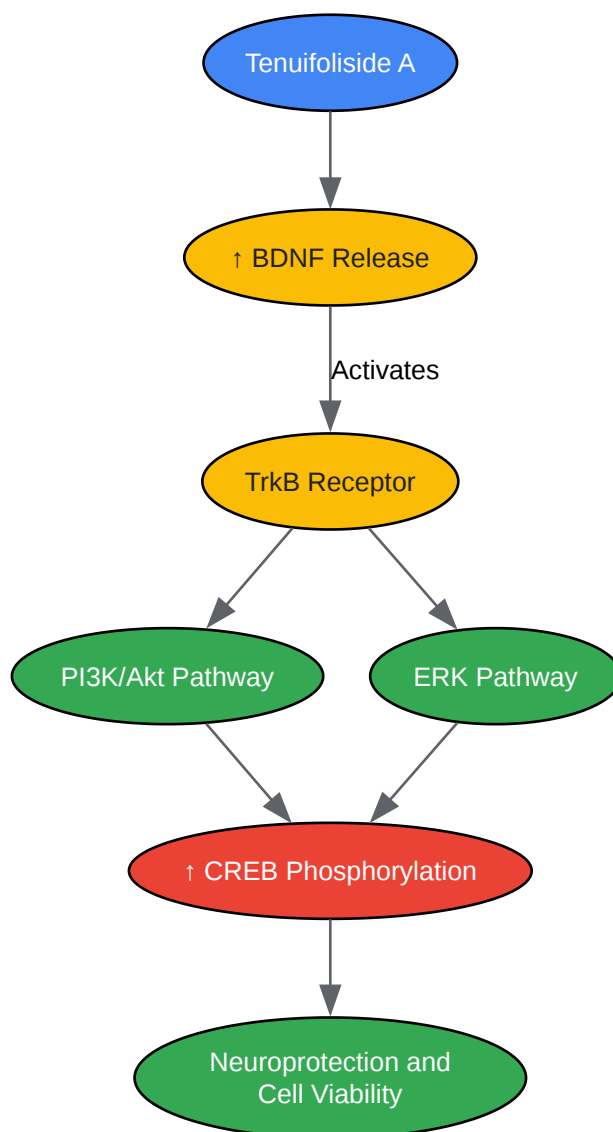 Tenuifoliside A
↑ BDNF Release
Activates
TrkB Receptor
PI3K/Akt Pathway
ERK Pathway
↑ CREB Phosphorylation
Neuroprotection and
Cell Viability